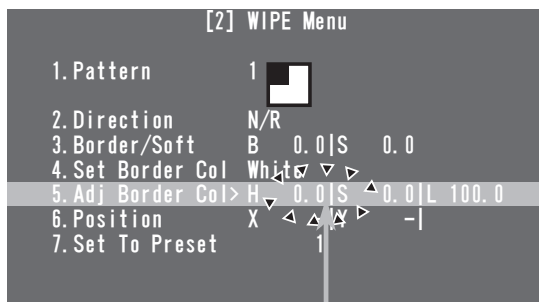 [2] WIPE Menu
1.Pattern 1
2.Direction N/R
3.Border/Soft B 0.0|S 0.0
4.Set Border Col White
5.Adj Border Col> H 0.0|S 0.0|L 100.0
6.Position X -|Y -|
7.Set To Preset 1